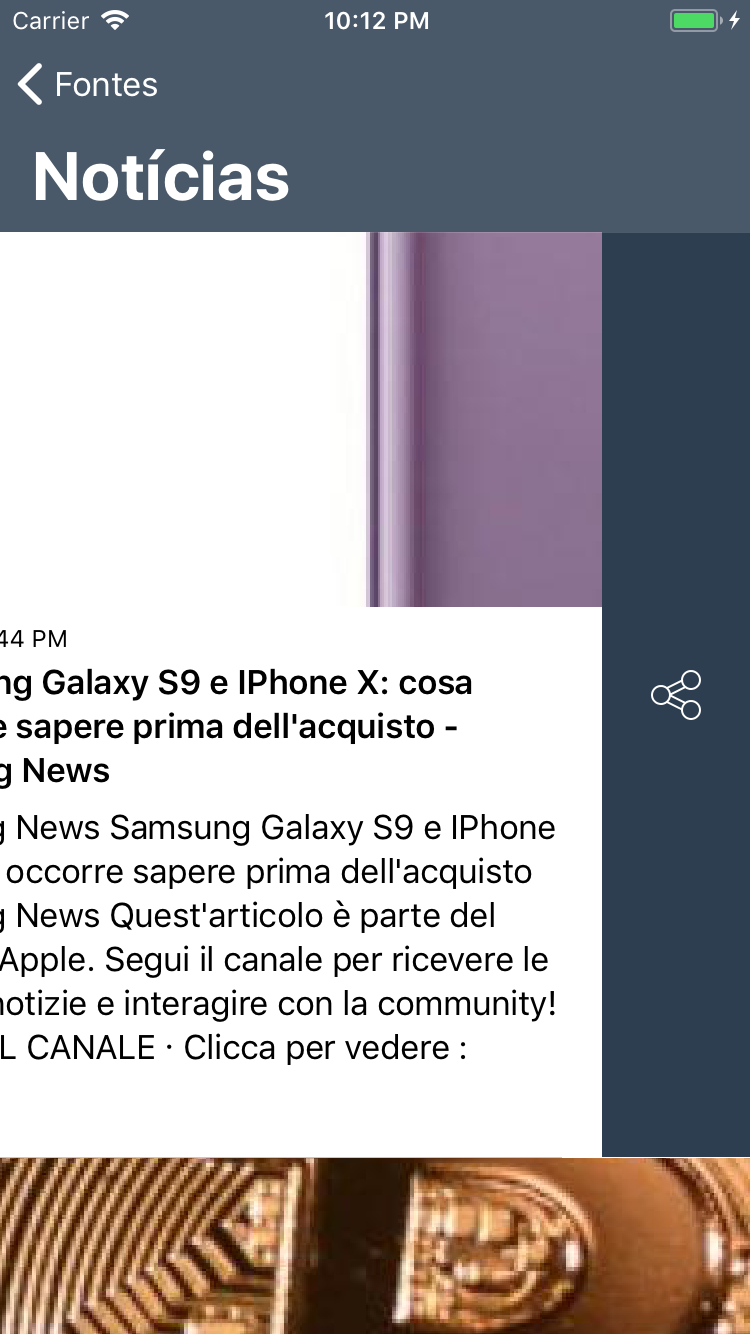 Carrier 10:12 PM
Fontes
Notícias
44 PM
ng Galaxy S9 e IPhone X: cosa
e sapere prima dell'acquisto -
g News
g News Samsung Galaxy S9 e IPhone
occorre sapere prima dell'acquisto
g News Quest'articolo è parte del
Apple. Segui il canale per ricevere le
notizie e interagire con la community!
L CANALE · Clicca per vedere :